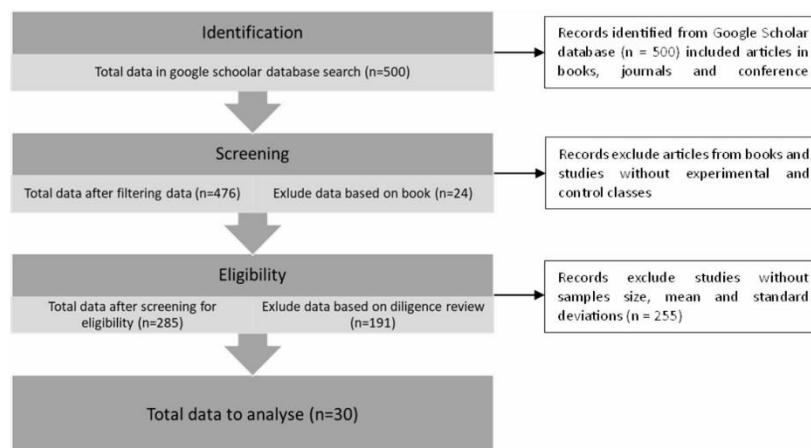 Identification
Total data in google schoolar database search (n=500)
Records identified from Google Scholar
database (n = 500) included articles in
books, journals and conference
Screening
Total data after filtering data (n=476)
Exlude data based on book (n=24)
Records exclude articles from books and
studies without experimental and
control classes
Eligibility
Total data after screening for
eligibility (n=285)
Exlude data based on diligence review
(n=191)
Records exclude studies without
samples size, mean and standard
deviations (n = 255)
Total data to analyse (n=30)